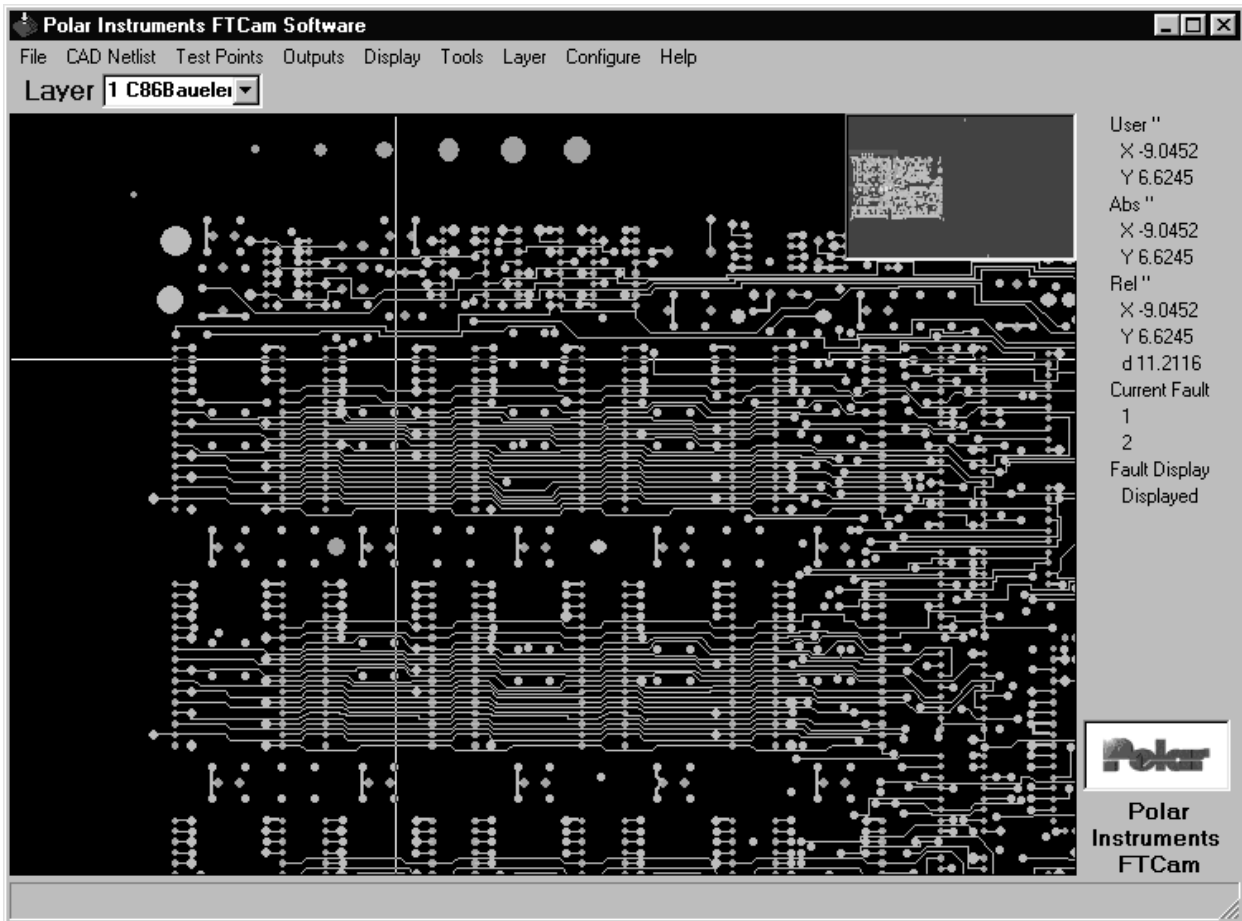 Polar Instruments FTCam Software
File CAD Netlist Test Points Outputs Display Tools Layer Configure Help
Layer 1 C86Bauelei
User "
X -9.0452
Y 6.6245
Abs "
X -9.0452
Y 6.6245
Rel "
X -9.0452
Y 6.6245
d 11.2116
Current Fault
1
2
Fault Display
Displayed
Polar
Polar
Instruments
FTCam